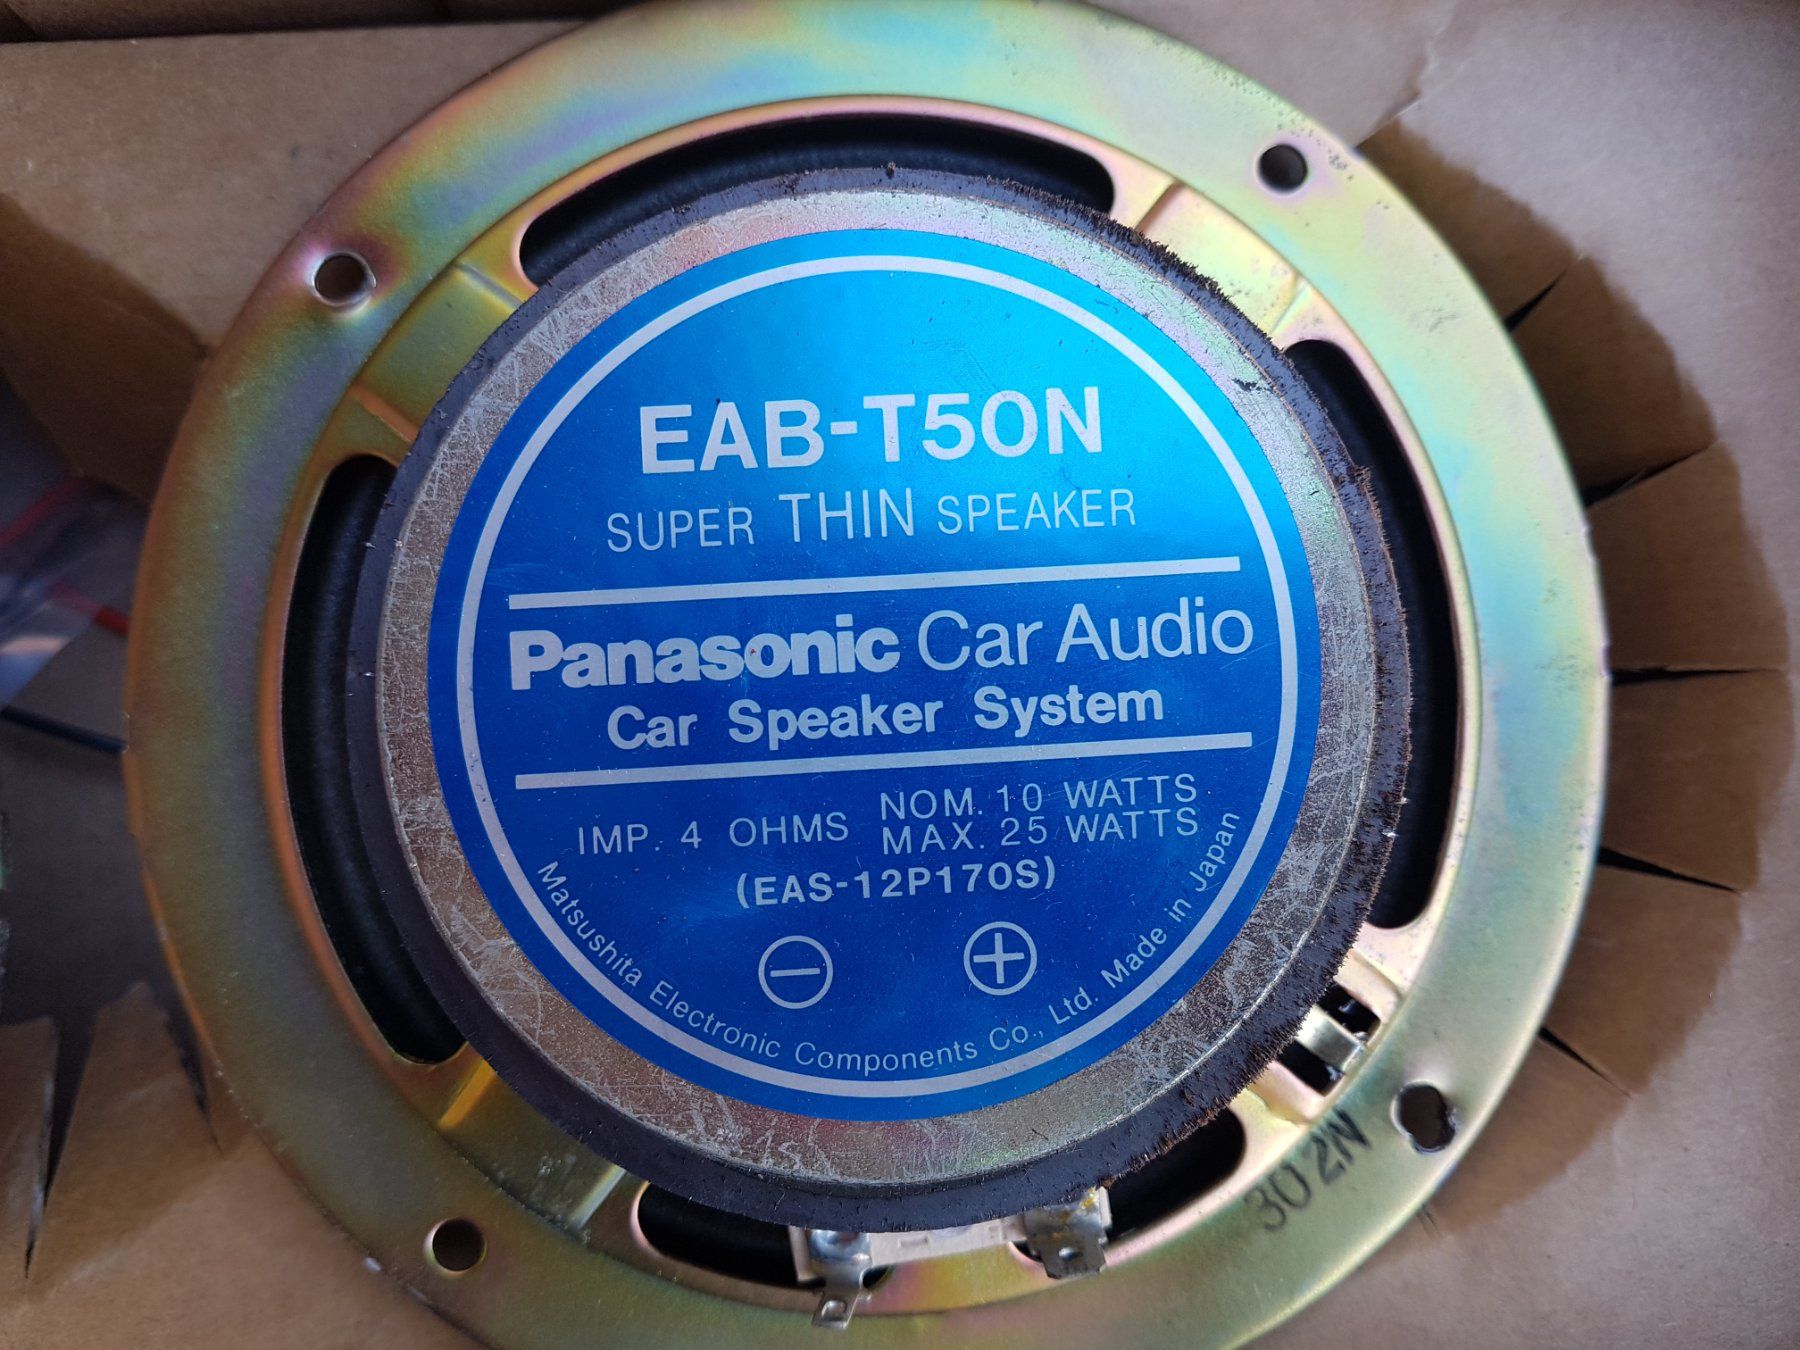 EAB-T50N
SUPER THIN SPEAKER
Panasonic Car Audio
Car Speaker System
IMP. 4 OHMS
NOM. 10 WATTS
MAX. 25 WATTS
(EAS-12P170S)
− +
Matsushita Electronic Components Co., Ltd. Made in Japan
302N